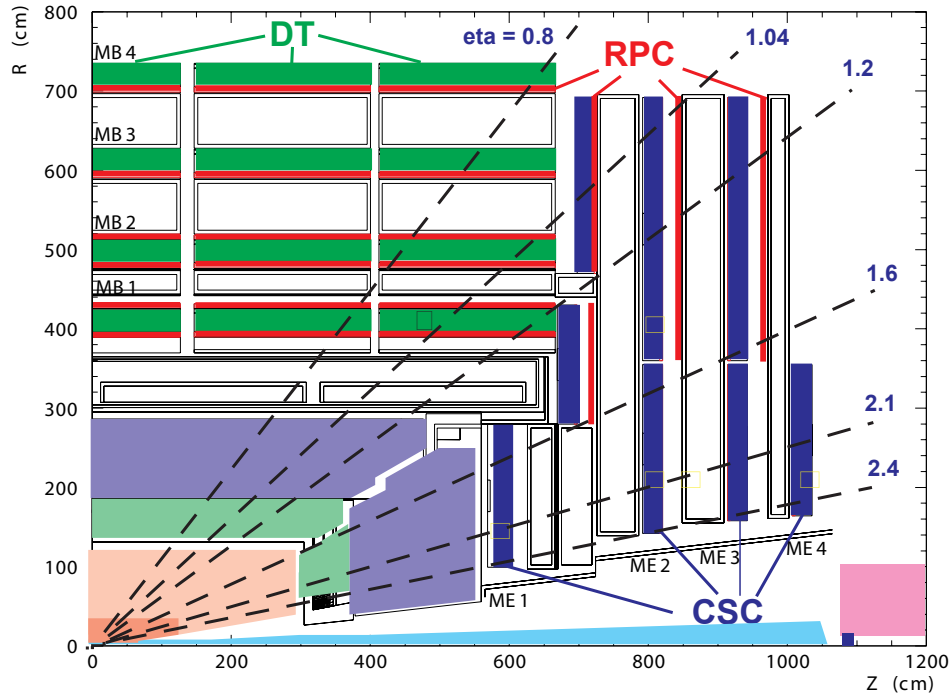 R (cm)
800
700
600
500
400
300
200
100
0
MB 4
MB 3
MB 2
MB 1
DT
eta = 0.8
1.04
1.2
RPC
1.6
2.1
2.4
ME 1
ME 2
ME 3
ME 4
CSC
0
200
400
600
800
1000
1200
Z (cm)